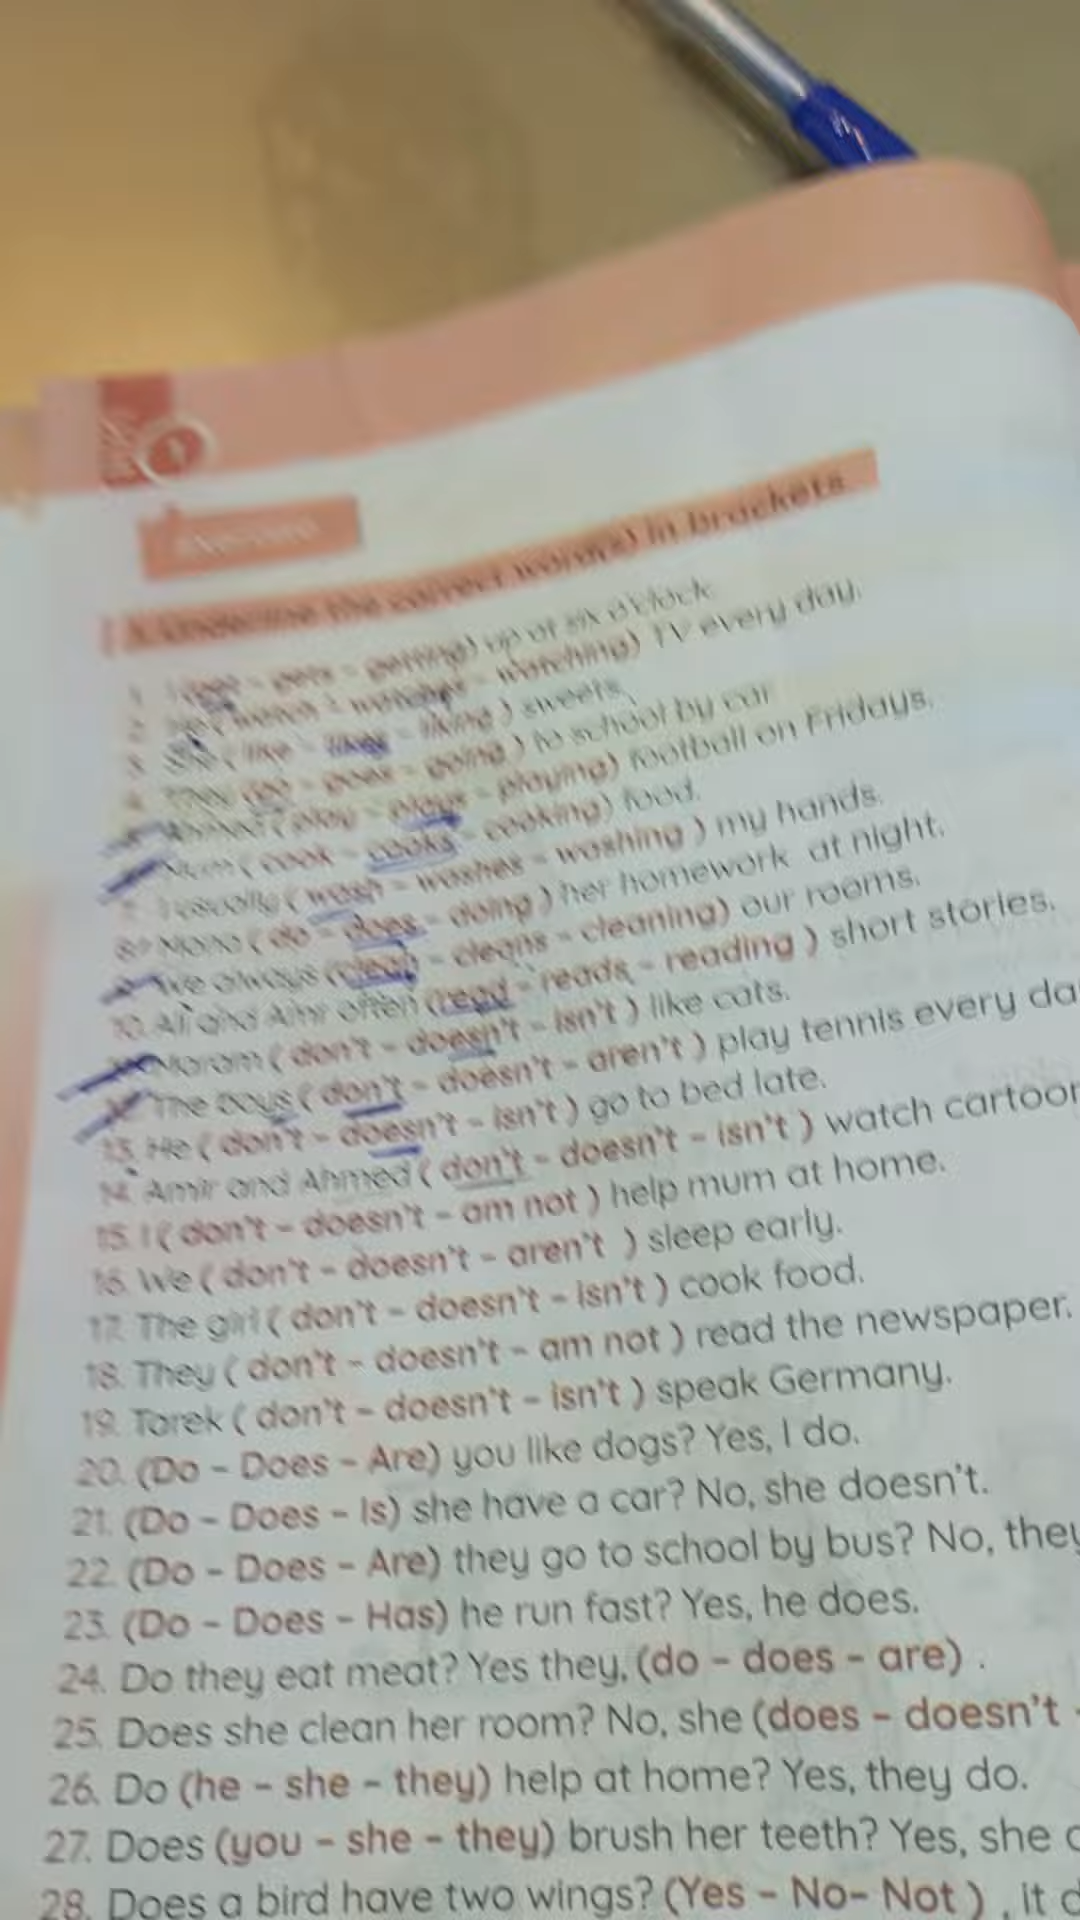 1
Exercises
1. Underline the correct word(s) in brackets
1. I (get - gets - getting) up at six o'clock.
2. He (watch - watches - watching) TV every day.
3. She (like - likes - liking) sweets.
4. They (go - goes - going) to school by car.
5. Ahmed (play - plays - playing) football on Fridays.
6. Mum (cook - cooks - cooking) food.
7. I usually (wash - washes - washing) my hands.
8. Mona (do - does - doing) her homework at night.
9. We always (clean - cleans - cleaning) our rooms.
10. Ali and Amr often (read - reads - reading) short stories.
11. Maram (don't - doesn't - isn't) like cats.
12. The boys (don't - doesn't - aren't) play tennis every da
13. He (don't - doesn't - isn't) go to bed late.
14. Amir and Ahmed (don't - doesn't - isn't) watch cartoon
15. I (don't - doesn't - am not) help mum at home.
16. We (don't - doesn't - aren't) sleep early.
17. The girl (don't - doesn't - isn't) cook food.
18. They (don't - doesn't - am not) read the newspaper.
19. Tarek (don't - doesn't - isn't) speak Germany.
20. (Do - Does - Are) you like dogs? Yes, I do.
21. (Do - Does - Is) she have a car? No, she doesn't.
22. (Do - Does - Are) they go to school by bus? No, they
23. (Do - Does - Has) he run fast? Yes, he does.
24. Do they eat meat? Yes they, (do - does - are) .
25. Does she clean her room? No, she (does - doesn't -
26. Do (he - she - they) help at home? Yes, they do.
27. Does (you - she - they) brush her teeth? Yes, she
28. Does a bird have two wings? (Yes - No- Not ) , it